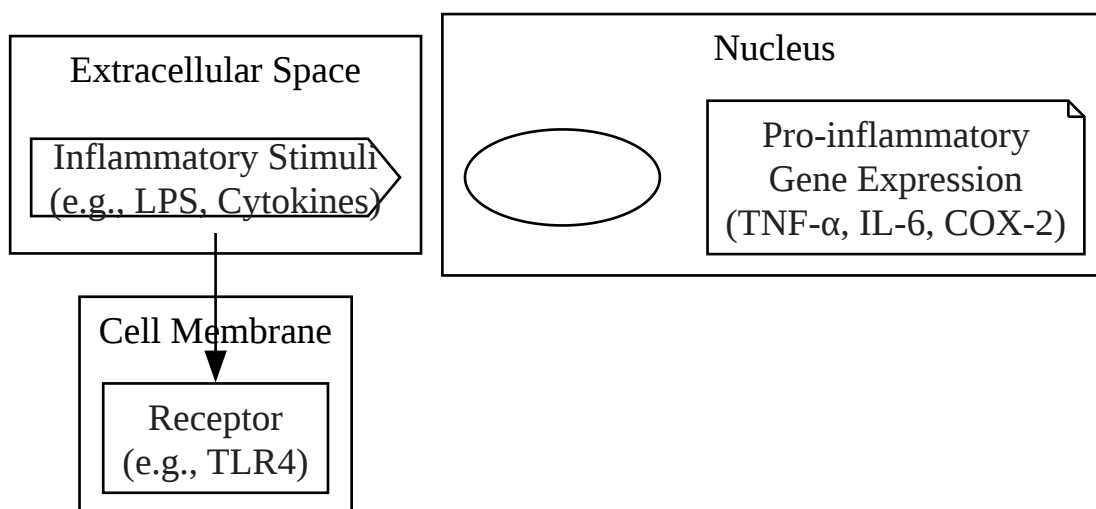 Extracellular Space
Inflammatory Stimuli
(e.g., LPS, Cytokines)
Cell Membrane
Receptor
(e.g., TLR4)
Nucleus
Pro-inflammatory
Gene Expression
(TNF-α, IL-6, COX-2)